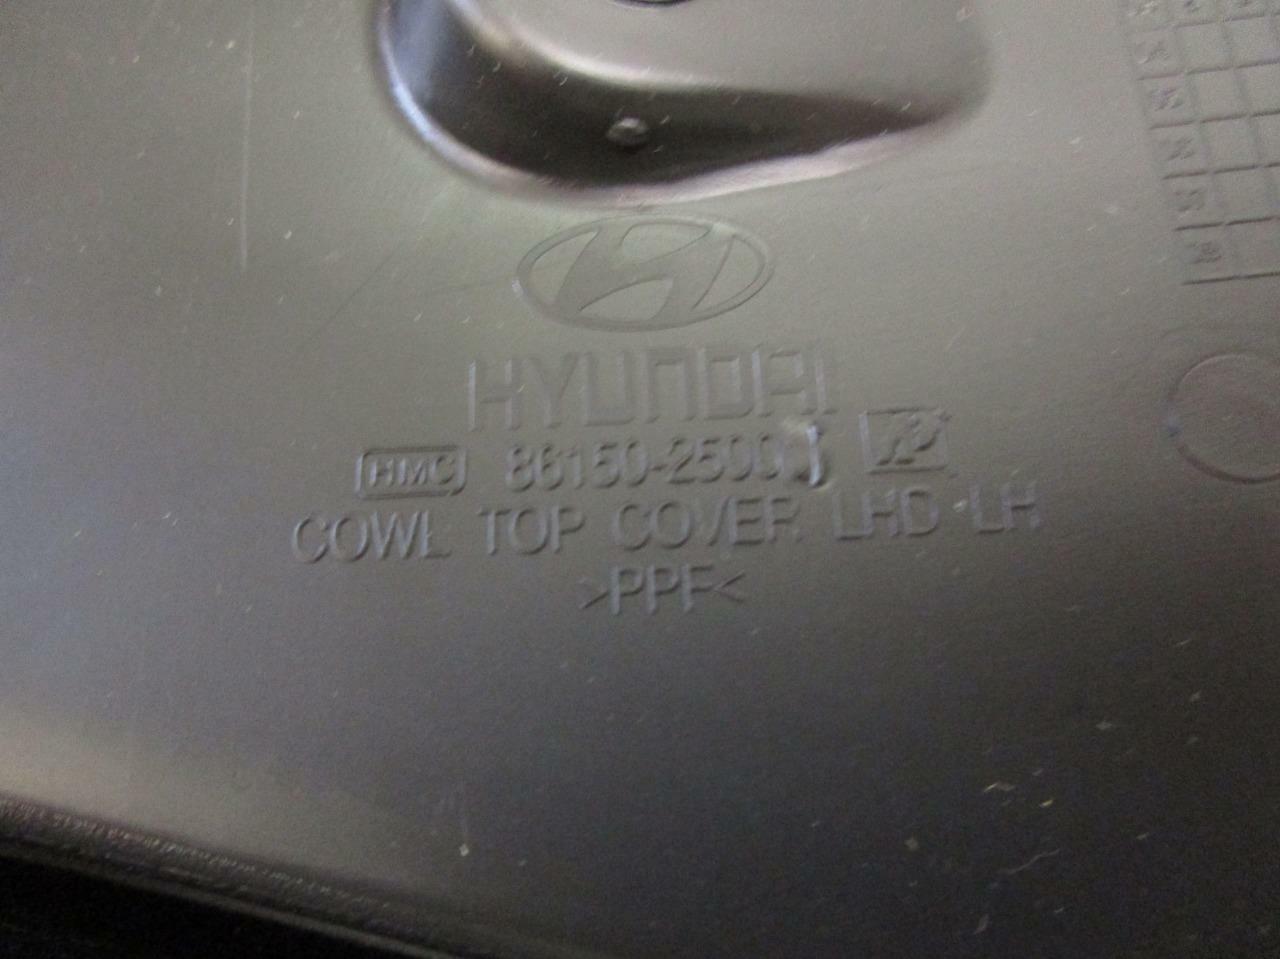 HYUNDAI
HMC 86150-2500
COWL TOP COVER LHD LH
>PPF<